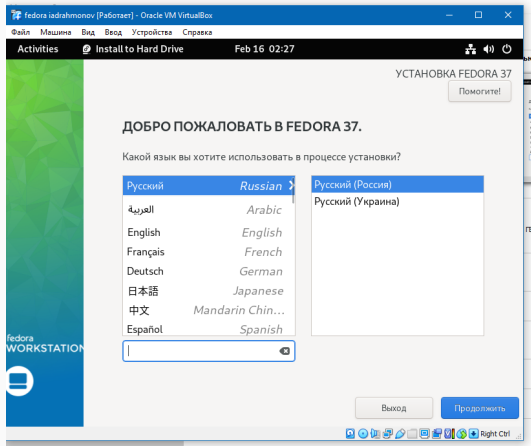 fedora iadrahmonov [Работает] - Oracle VM VirtualBox
Файл Машина Вид Ввод Устройства Справка
Activities Install to Hard Drive Feb 16 02:27
УСТАНОВКА FEDORA 37
Помогите!
ДОБРО ПОЖАЛОВАТЬ В FEDORA 37.
Какой язык вы хотите использовать в процессе установки?
Русский Russian Русский (Россия)
العربية Arabic Русский (Украина)
English English
Français French
Deutsch German
日本語 Japanese
中文 Mandarin Chin...
Español Spanish
fedora
WORKSTATION
Выход Продолжить
Right Ctrl